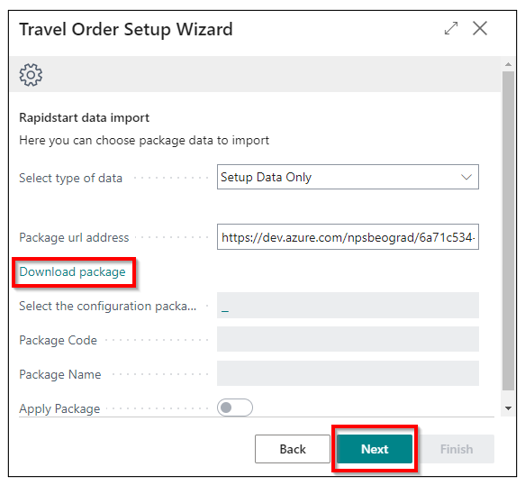 Travel Order Setup Wizard
Rapidstart data import
Here you can choose package data to import
Select type of data
Setup Data Only
Package url address
https://dev.azure.com/npsbeograd/6a71c534-
Download package
Select the configuration packa...
_
Package Code
Package Name
Apply Package
Back
Next
Finish